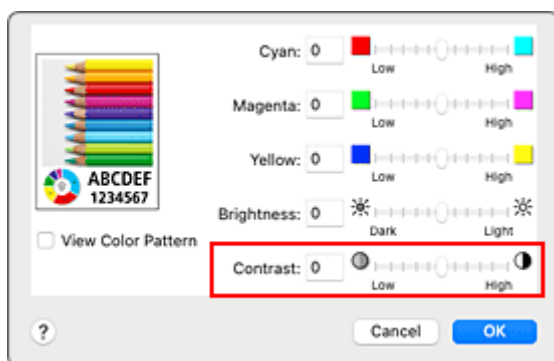 Cyan: 0
Low High
Magenta: 0
Low High
Yellow: 0
Low High
ABCDEF
1234567
Brightness: 0
Dark Light
View Color Pattern
Contrast: 0
Low High
? Cancel OK